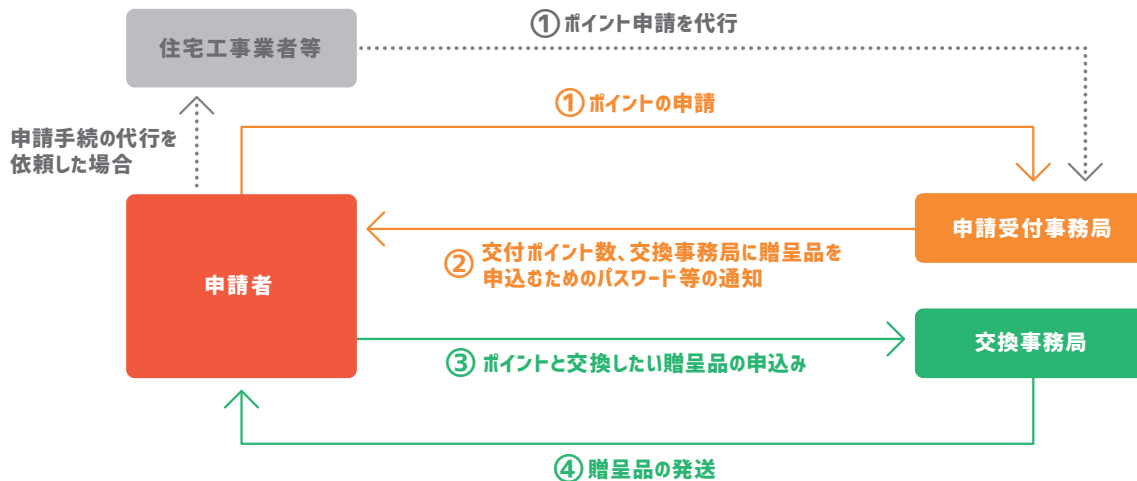 住宅工事業者等
①ポイント申請を代行
①ポイントの申請
申請手続の代行を
依頼した場合
申請者
申請受付事務局
②交付ポイント数、交換事務局に贈呈品を
申込むためのパスワード等の通知
交換事務局
③ポイントと交換したい贈呈品の申込み
④贈呈品の発送